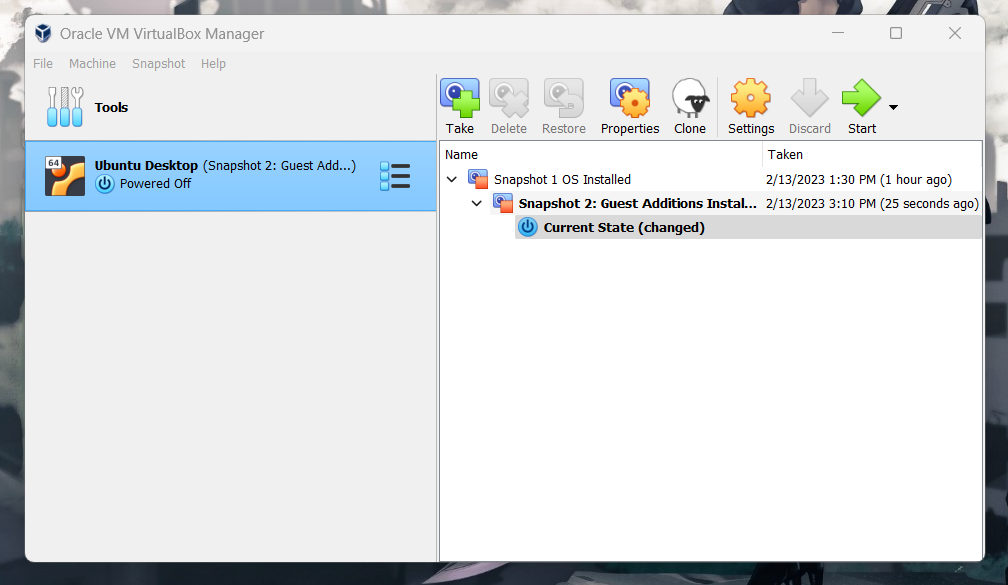 Oracle VM VirtualBox Manager
File Machine Snapshot Help
Tools
64
Ubuntu Desktop (Snapshot 2: Guest Add...)
Powered Off
Take Delete Restore Properties Clone Settings Discard Start
Name Taken
Snapshot 1 OS Installed 2/13/2023 1:30 PM (1 hour ago)
Snapshot 2: Guest Additions Instal... 2/13/2023 3:10 PM (25 seconds ago)
Current State (changed)